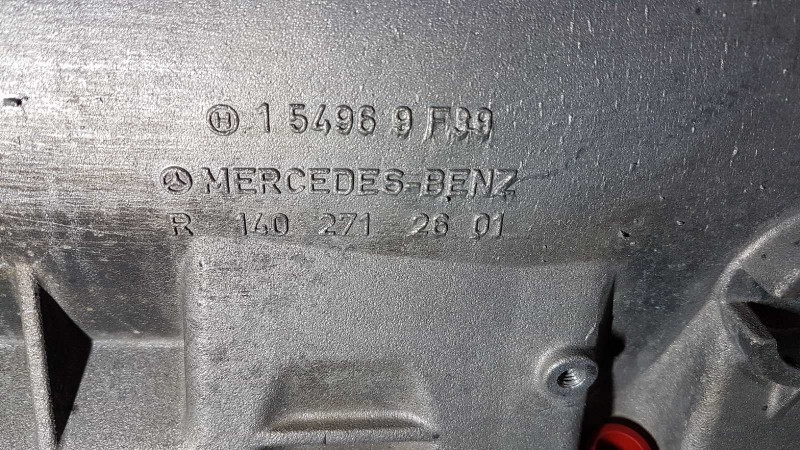 Ⓗ 1 5496 9 F99
MERCEDES-BENZ
R 140 271 26 01